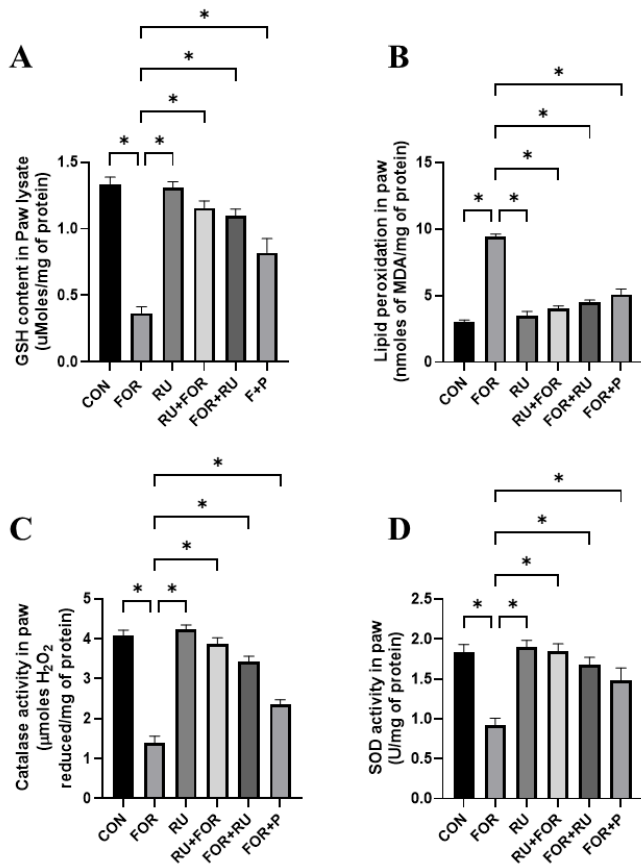 A
GSH content in Paw lysate
(uMoles/mg of protein)
1.5
1.0
0.5
0.0
* * * * *
CON FOR RU RU+FOR FOR+RU F+P
B
Lipid peroxidation in paw
(nmoles of MDA/mg of protein)
15
10
5
0
* * * * *
CON FOR RU RU+FOR FOR+RU FOR+P
C
Catalase activity in paw
(µmoles H₂O₂
reduced/mg of protein)
5
4
3
2
1
0
* * * * *
CON FOR RU RU+FOR FOR+RU FOR+P
D
SOD activity in paw
(U/mg of protein)
2.5
2.0
1.5
1.0
0.5
0.0
* * * * *
CON FOR RU RU+FOR FOR+RU FOR+P